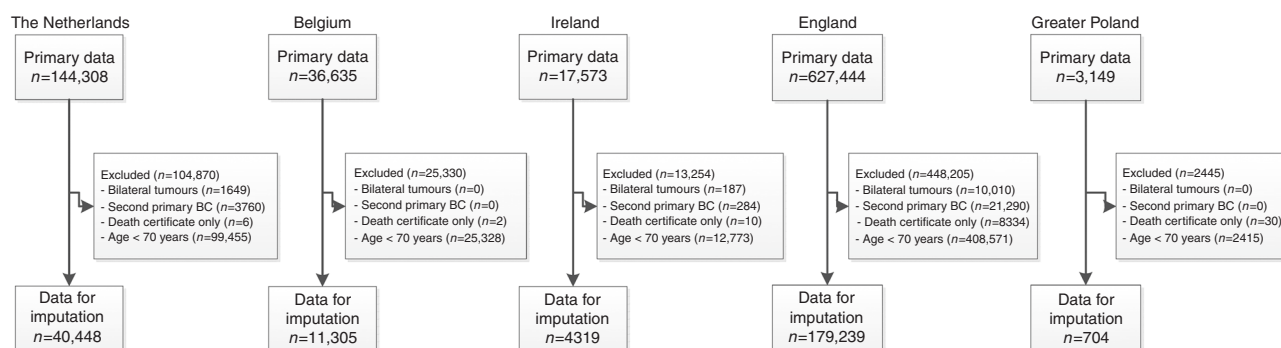 The Netherlands
Primary data
n=144,308
Excluded (n=104,870)
- Bilateral tumours (n=1649)
- Second primary BC (n=3760)
- Death certificate only (n=6)
- Age < 70 years (n=99,455)
Data for
imputation
n=40,448
Belgium
Primary data
n=36,635
Excluded (n=25,330)
- Bilateral tumours (n=0)
- Second primary BC (n=0)
- Death certificate only (n=2)
- Age < 70 years (n=25,328)
Data for
imputation
n=11,305
Ireland
Primary data
n=17,573
Excluded (n=13,254)
- Bilateral tumours (n=187)
- Second primary BC (n=284)
- Death certificate only (n=10)
- Age < 70 years (n=12,773)
Data for
imputation
n=4319
England
Primary data
n=627,444
Excluded (n=448,205)
- Bilateral tumours (n=10,010)
- Second primary BC (n=21,290)
- Death certificate only (n=8334)
- Age < 70 years (n=408,571)
Data for
imputation
n=179,239
Greater Poland
Primary data
n=3,149
Excluded (n=2445)
- Bilateral tumours (n=0)
- Second primary BC (n=0)
- Death certificate only (n=30)
- Age < 70 years (n=2415)
Data for
imputation
n=704